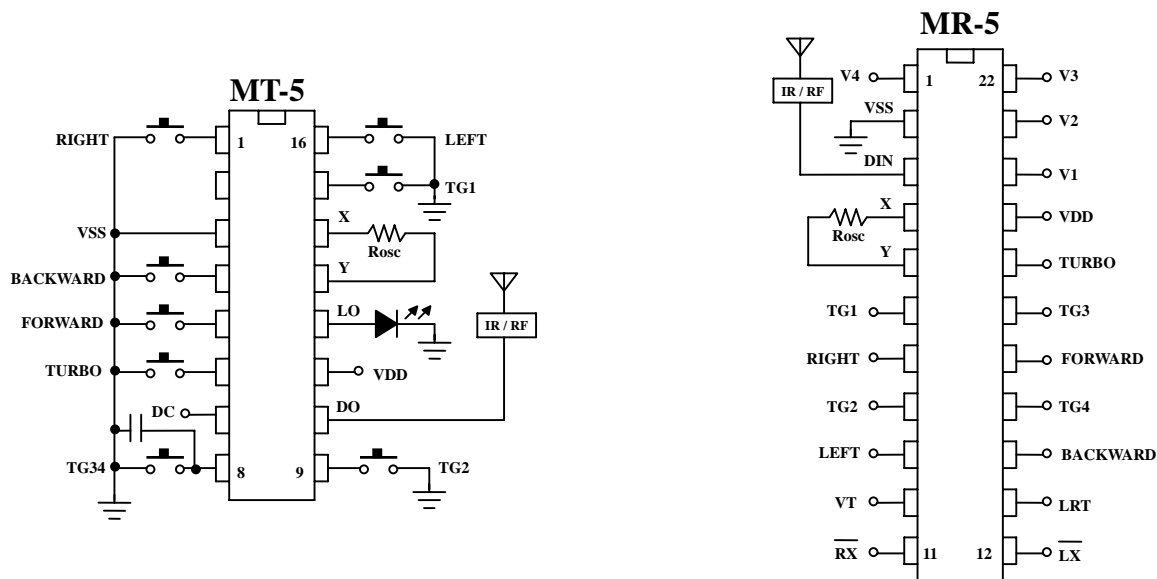 MT-5
RIGHT
1
16
LEFT
TG1
VSS
X
Rosc
BACKWARD
Y
FORWARD
LO
IR / RF
TURBO
VDD
DC
DO
TG34
8
9
TG2
MR-5
IR / RF
V4
1
22
V3
VSS
V2
DIN
V1
X
VDD
Rosc
Y
TURBO
TG1
TG3
RIGHT
FORWARD
TG2
TG4
LEFT
BACKWARD
VT
LRT
RX
11
12
LX